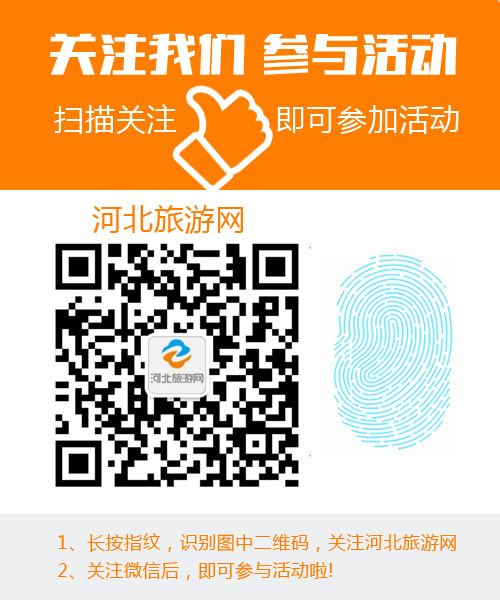 关注我们 参与活动
扫描关注 即可参加活动
河北旅游网
河北旅游网
1、长按指纹，识别图中二维码，关注河北旅游网
2、关注微信后，即可参与活动啦!